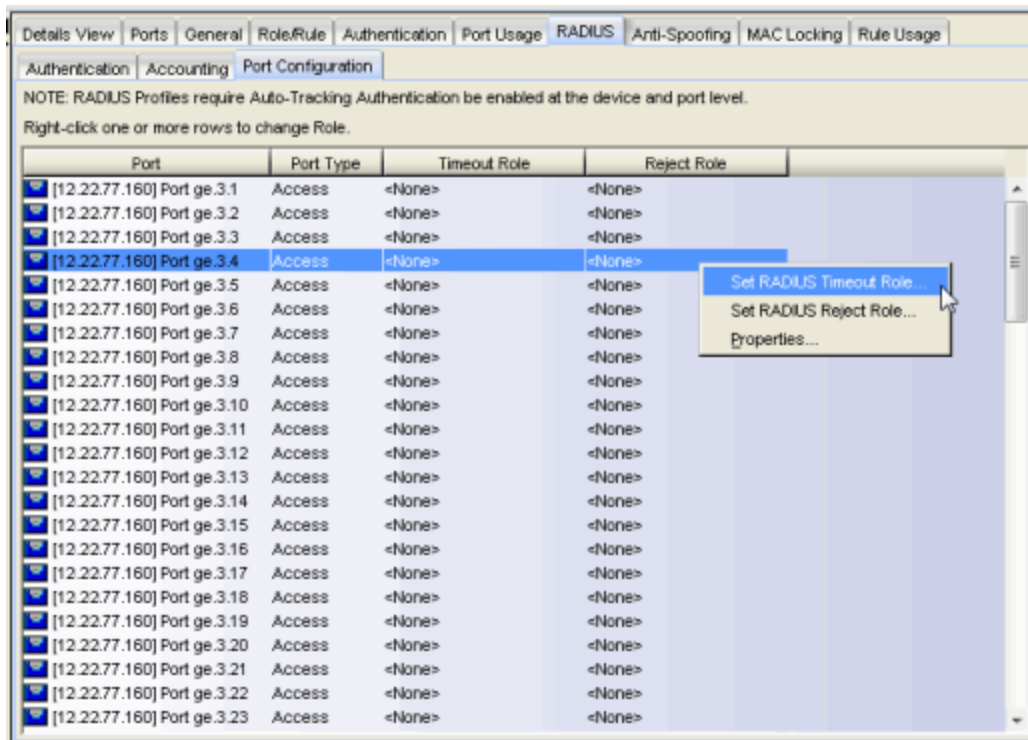 Details View Ports General Role/Rule Authentication Port Usage RADIUS Anti-Spoofing MAC Locking Rule Usage
Authentication Accounting Port Configuration
NOTE: RADIUS Profiles require Auto-Tracking Authentication be enabled at the device and port level.
Right-click one or more rows to change Role.
Port Port Type Timeout Role Reject Role
[12.22.77.160] Port ge.3.1 Access <None> <None>
[12.22.77.160] Port ge.3.2 Access <None> <None>
[12.22.77.160] Port ge.3.3 Access <None> <None>
[12.22.77.160] Port ge.3.4 Access <None> <None>
Set RADIUS Timeout Role...
[12.22.77.160] Port ge.3.5 Access <None> <None>
[12.22.77.160] Port ge.3.6 Access <None> <None>
Set RADIUS Reject Role...
[12.22.77.160] Port ge.3.7 Access <None> <None>
Properties...
[12.22.77.160] Port ge.3.8 Access <None> <None>
[12.22.77.160] Port ge.3.9 Access <None> <None>
[12.22.77.160] Port ge.3.10 Access <None> <None>
[12.22.77.160] Port ge.3.11 Access <None> <None>
[12.22.77.160] Port ge.3.12 Access <None> <None>
[12.22.77.160] Port ge.3.13 Access <None> <None>
[12.22.77.160] Port ge.3.14 Access <None> <None>
[12.22.77.160] Port ge.3.15 Access <None> <None>
[12.22.77.160] Port ge.3.16 Access <None> <None>
[12.22.77.160] Port ge.3.17 Access <None> <None>
[12.22.77.160] Port ge.3.18 Access <None> <None>
[12.22.77.160] Port ge.3.19 Access <None> <None>
[12.22.77.160] Port ge.3.20 Access <None> <None>
[12.22.77.160] Port ge.3.21 Access <None> <None>
[12.22.77.160] Port ge.3.22 Access <None> <None>
[12.22.77.160] Port ge.3.23 Access <None> <None>